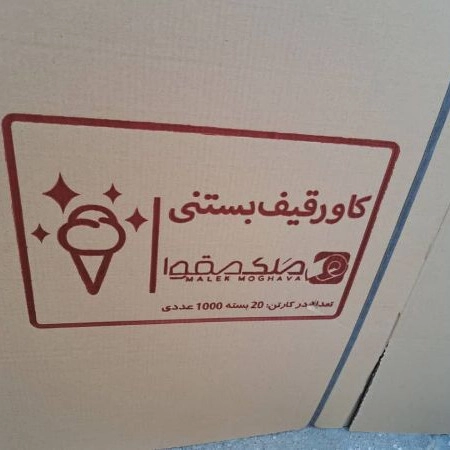 کاور قیف بستنی
ملک مقوا
MALEK MOGHAVA
تعداد در کارتن: 20 بسته 1000 عددی